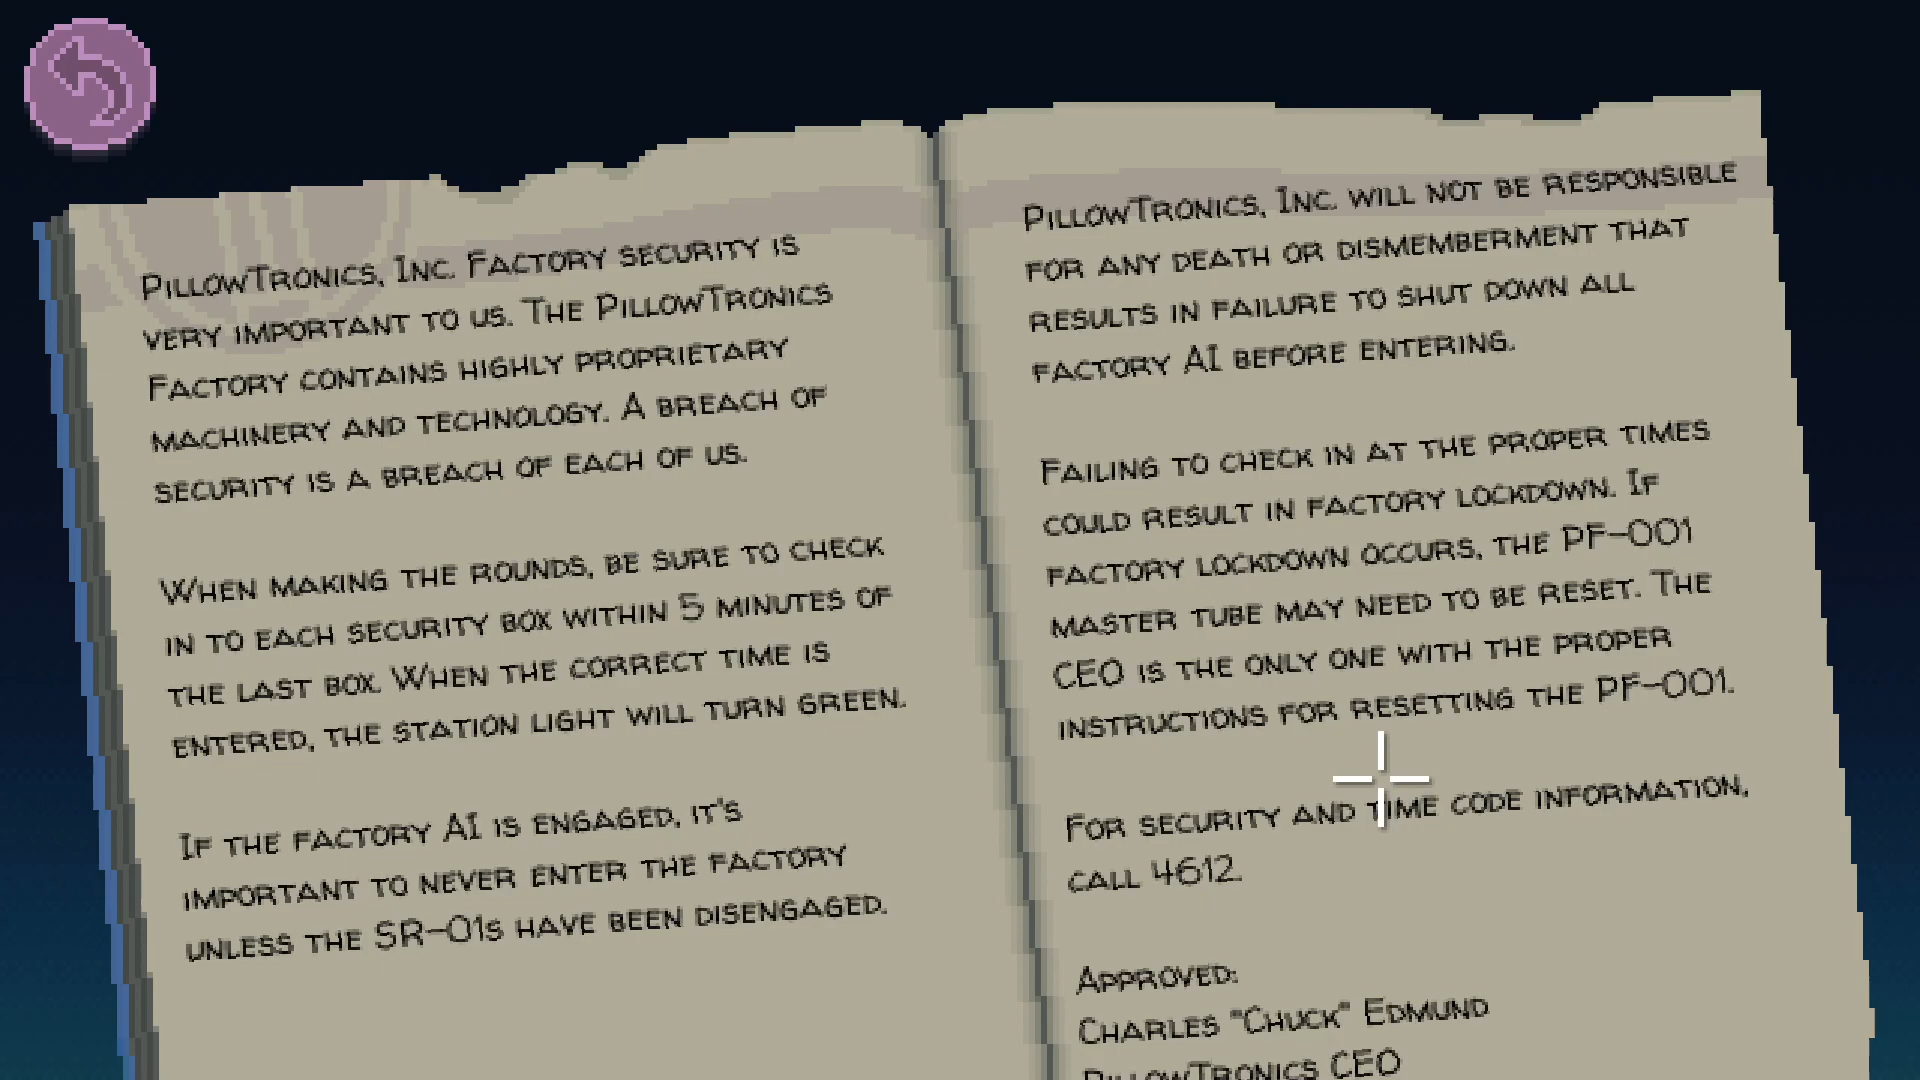 PillowTronics, Inc. Factory security is
very important to us. The PillowTronics
Factory contains highly proprietary
machinery and technology. A breach of
security is a breach of each of us.
When making the rounds, be sure to check
in to each security box within 5 minutes of
the last box. When the correct time is
entered, the station light will turn green.
If the factory AI is engaged, it's
important to never enter the factory
unless the SR-01s have been disengaged.
PillowTronics, Inc. will not be responsible
for any death or dismemberment that
results in failure to shut down all
factory AI before entering.
Failing to check in at the proper times
could result in factory lockdown. If
factory lockdown occurs, the PF-001
master tube may need to be reset. The
CEO is the only one with the proper
instructions for resetting the PF-001.
For security and time code information,
call 4612.
Approved:
Charles "Chuck" Edmund
PillowTronics CEO